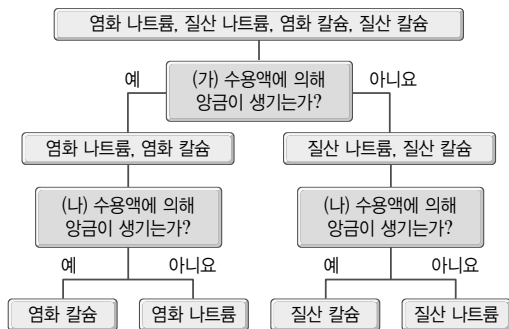 염화 나트륨, 질산 나트륨, 염화 칼슘, 질산 칼슘
예
(가) 수용액에 의해
앙금이 생기는가?
아니요
염화 나트륨, 염화 칼슘
질산 나트륨, 질산 칼슘
(나) 수용액에 의해
앙금이 생기는가?
(나) 수용액에 의해
앙금이 생기는가?
예
아니요
예
아니요
염화 칼슘
염화 나트륨
질산 칼슘
질산 나트륨